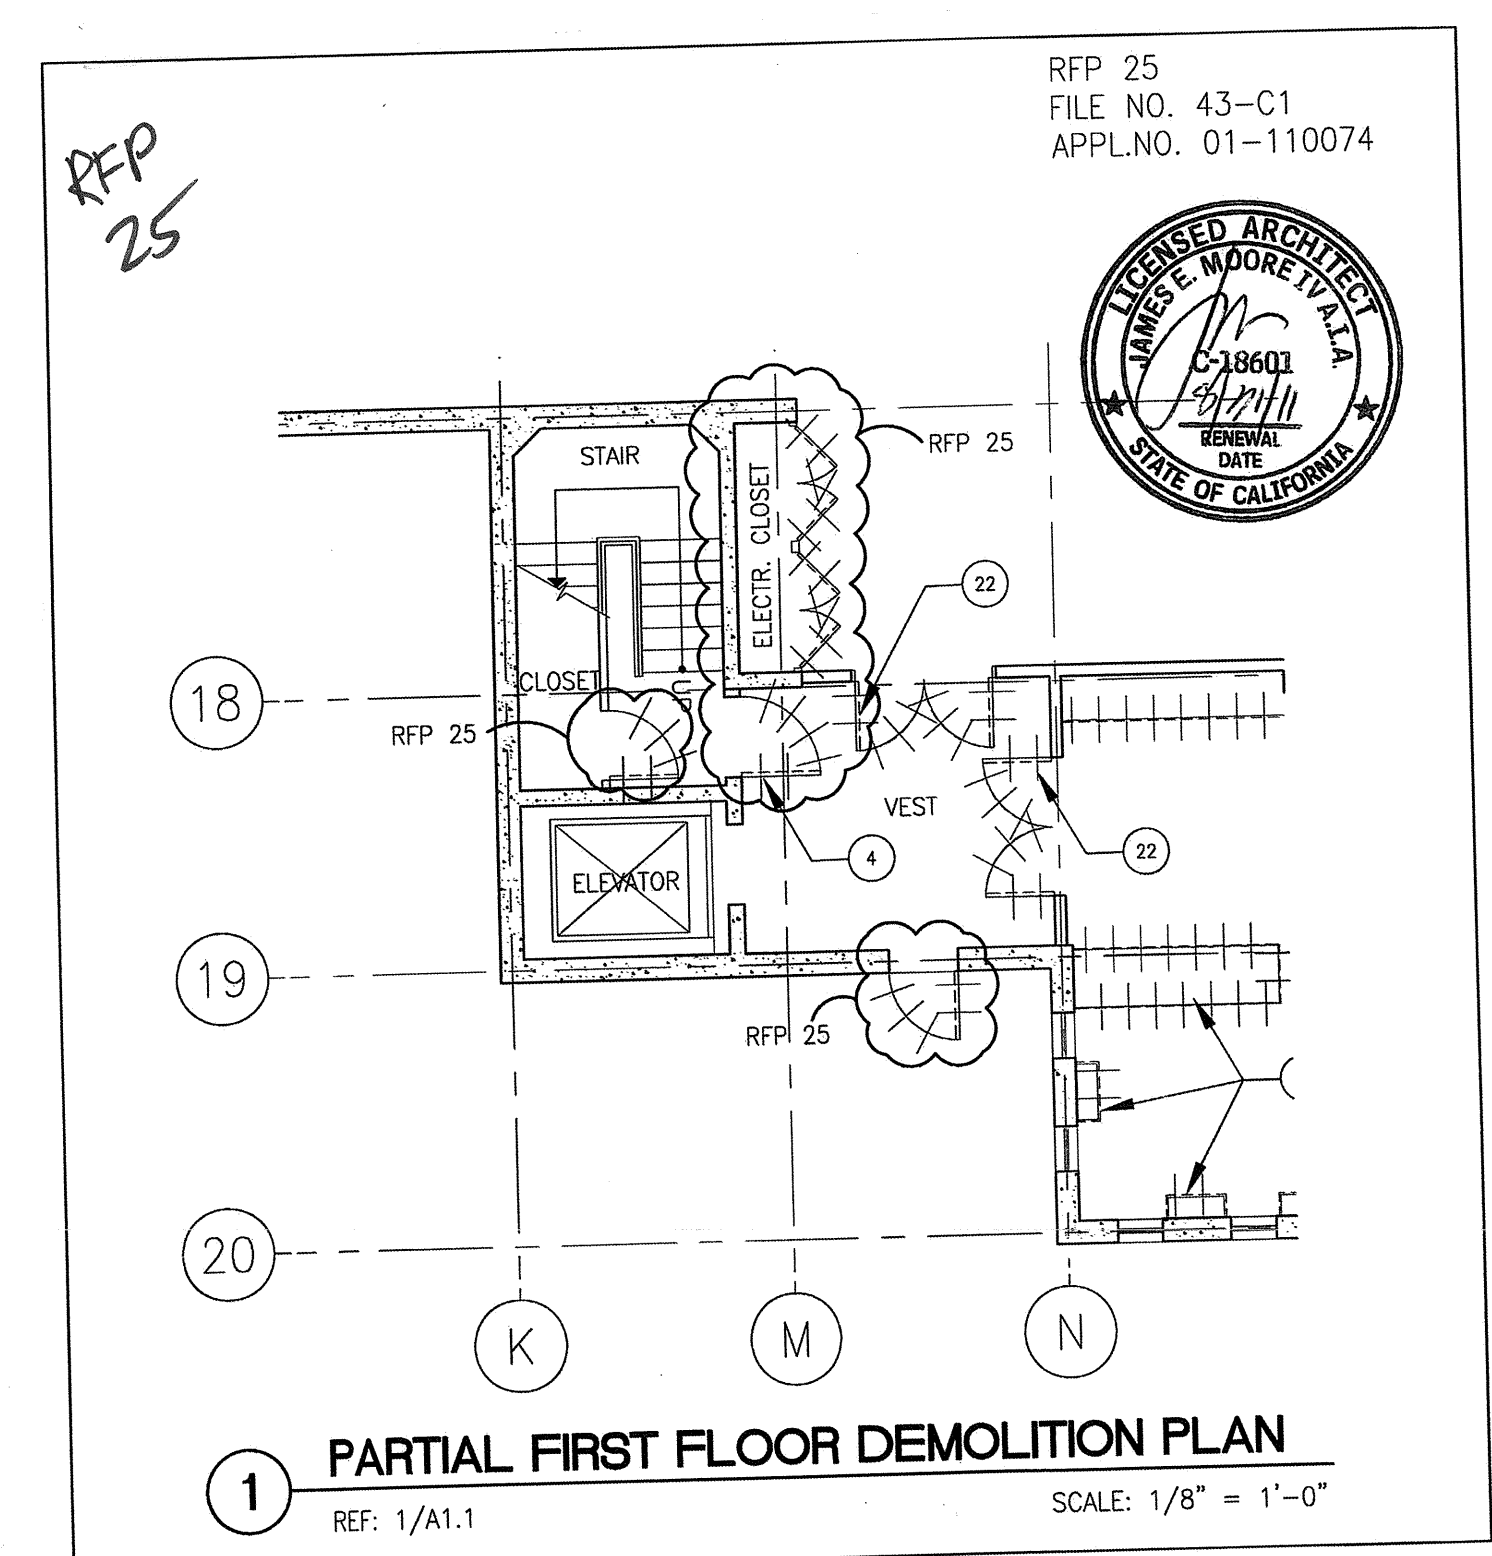 RFP 25
FILE NO. 43-C1
APPL.NO. 01-110074
RFP
25
LICENSED ARCHITECT
JAMES E. MOORE IV A.I.A.
C-18601
RENEWAL
DATE
STATE OF CALIFORNIA
STAIR
RFP 25
ELECTR. CLOSET
22
CLOSET
UP
18
RFP 25
VEST
22
4
ELEVATOR
19
RFP 25
20
K
M
N
PARTIAL FIRST FLOOR DEMOLITION PLAN
1
REF: 1/A1.1
SCALE: 1/8" = 1'-0"